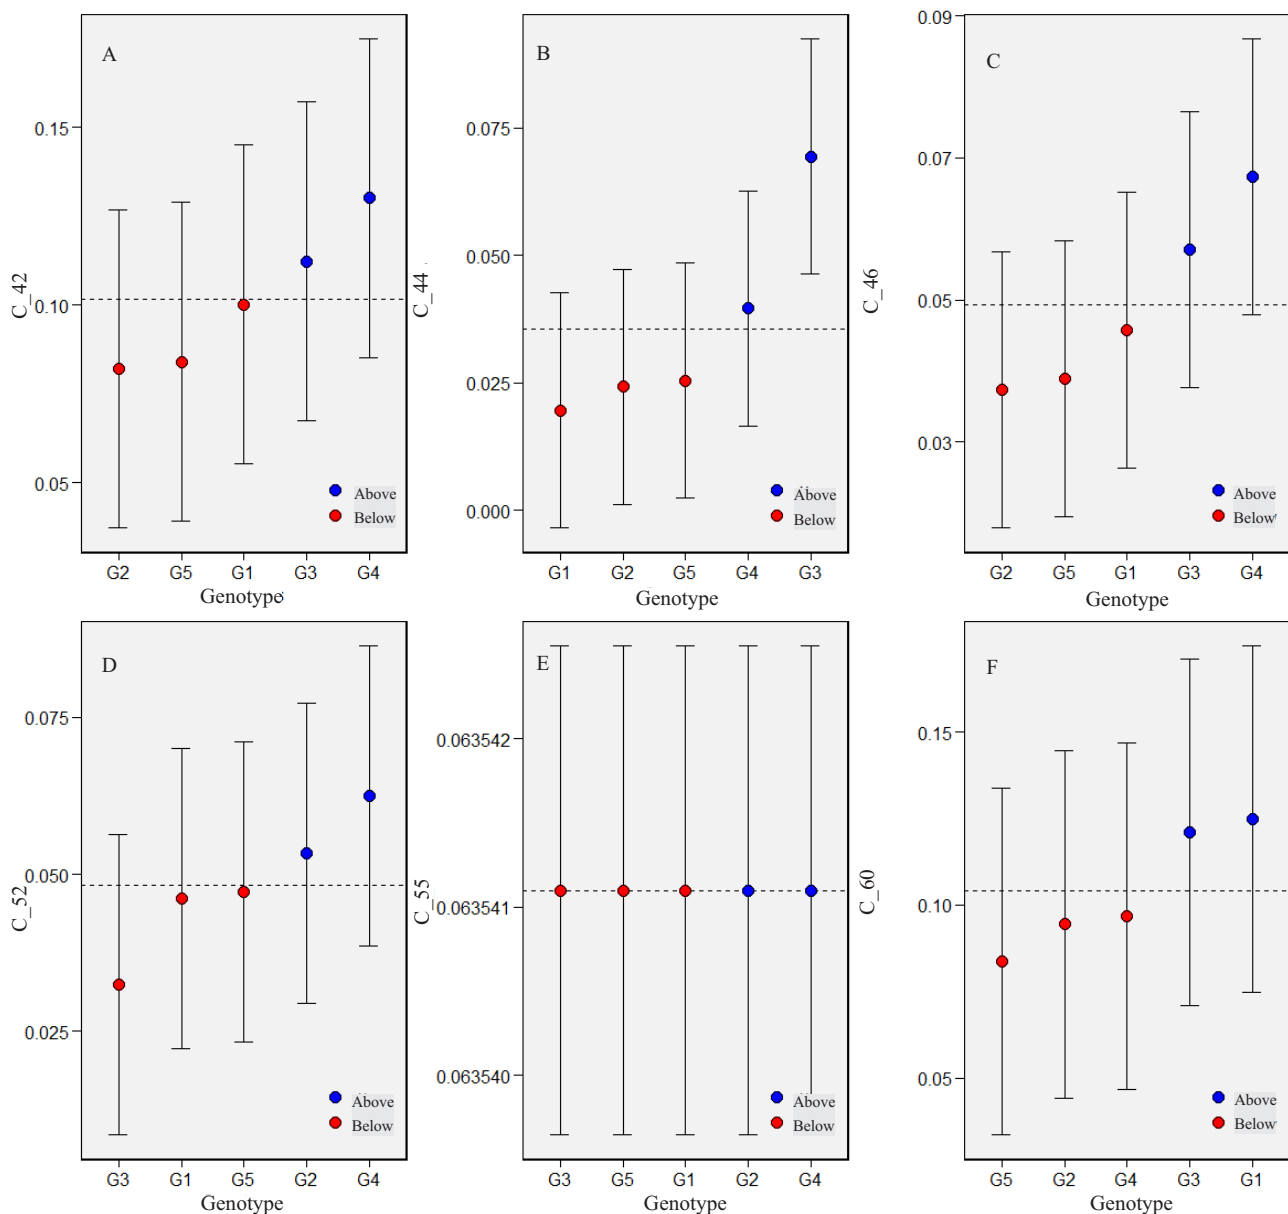 A
C_42
0.15
0.10
0.05
Above
Below
G2 G5 G1 G3 G4
Genotype
B
C_44
0.075
0.050
0.025
0.000
Above
Below
G1 G2 G5 G4 G3
Genotype
C
C_46
0.09
0.07
0.05
0.03
Above
Below
G2 G5 G1 G3 G4
Genotype
D
C_52
0.075
0.050
0.025
Above
Below
G3 G1 G5 G2 G4
Genotype
E
C_55
0.063542
0.063541
0.063540
Above
Below
G3 G5 G1 G2 G4
Genotype
F
C_60
0.15
0.10
0.05
Above
Below
G5 G2 G4 G3 G1
Genotype